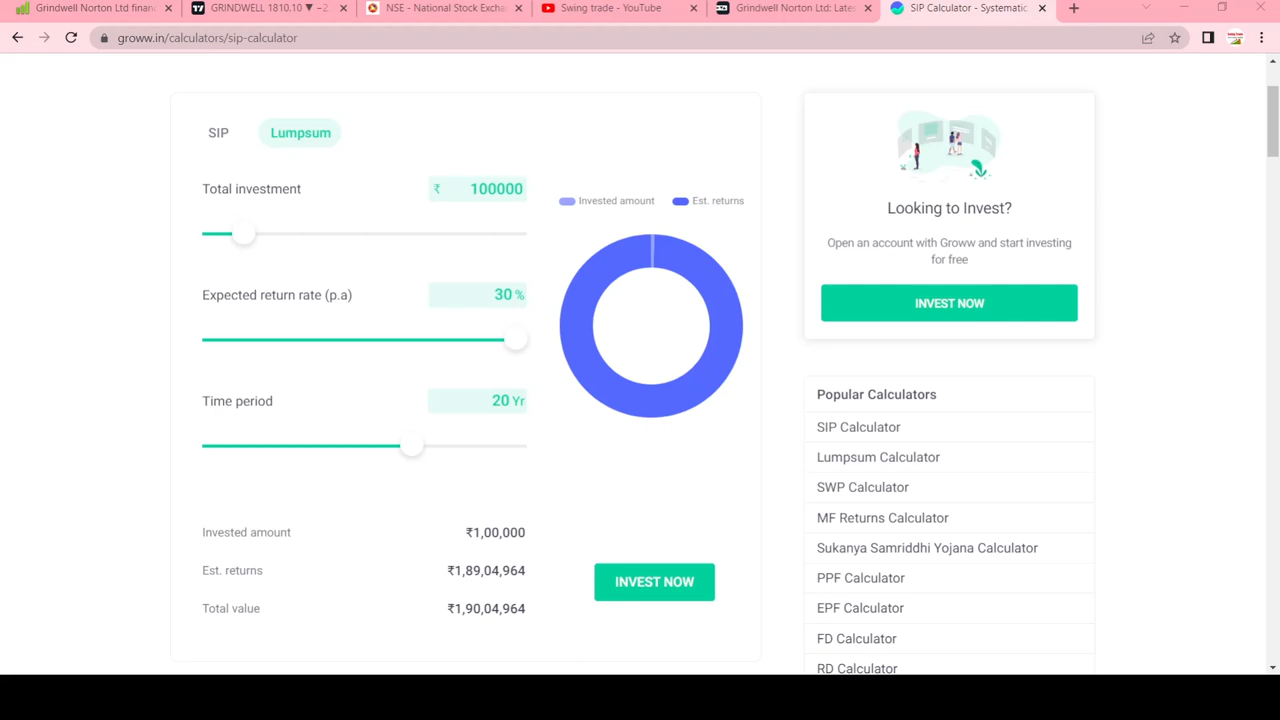 Grindwell Norton Ltd finan
GRINDWELL 1810.10 ▼ −2.
NSE - National Stock Exchan
Swing trade - YouTube
Grindwell Norton Ltd: Lates
SIP Calculator - Systematic
groww.in/calculators/sip-calculator
SIP
Lumpsum
Total investment
₹ 100000
Expected return rate (p.a)
30 %
Time period
20 Yr
Invested amount
Est. returns
Invested amount ₹1,00,000
Est. returns ₹1,89,04,964
Total value ₹1,90,04,964
INVEST NOW
Looking to Invest?
Open an account with Groww and start investing
for free
INVEST NOW
Popular Calculators
SIP Calculator
Lumpsum Calculator
SWP Calculator
MF Returns Calculator
Sukanya Samriddhi Yojana Calculator
PPF Calculator
EPF Calculator
FD Calculator
RD Calculator